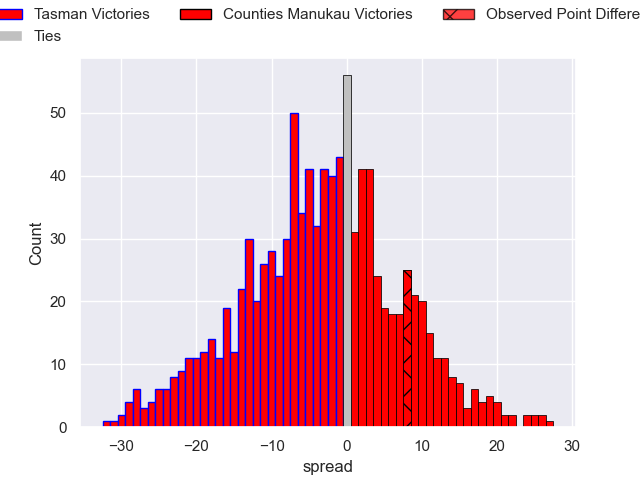 Tasman Victories Counties Manukau Victories Observed Point Differe
Ties
50
40
30
20
10
0
Count
−30 −20 −10 0 10 20 30
spread